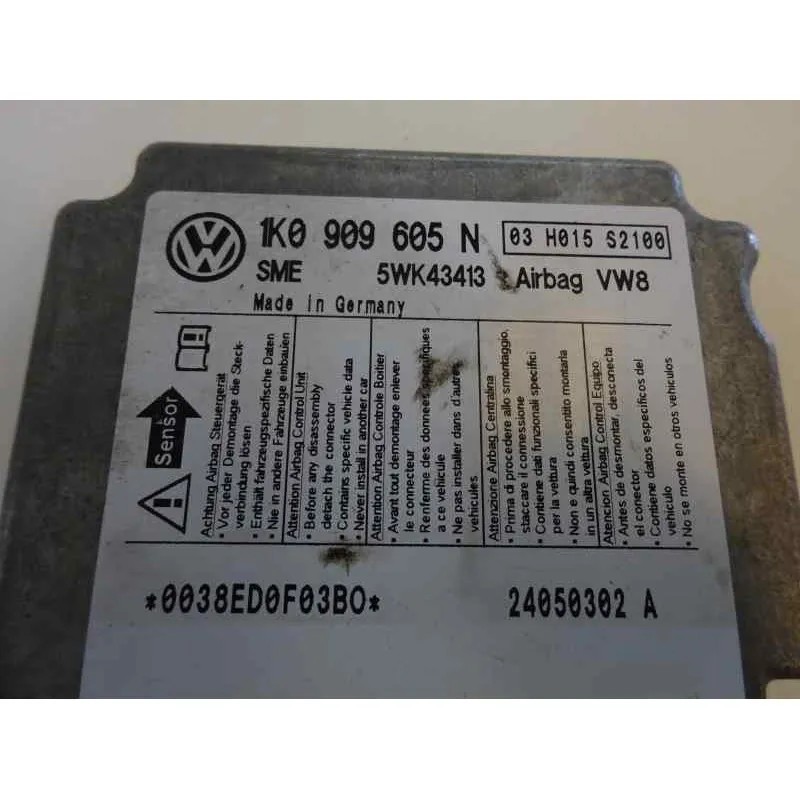 VW
1K0 909 605 N
03 H015 S2100
SME 5WK43413 Airbag VW8
Made in Germany
Sensor
Achtung Airbag Steuergerät
• Vor jeder Demontage die Steck-
verbindung lösen
• Enthält fahrzeugspezifische Daten
• Nie in andere Fahrzeuge einbauen
Attention Airbag Control Unit
• Before any disassembly
detach the connector
• Contains specific vehicle data
• Never install in another car
Attention Airbag Controle Boitier
• Avant tout demontage enlever
le connecteur
• Renferme des donnees specifiques
a ce vehicule
• Ne pas installer dans d'autres
vehicules
Attenzione Airbag Centralina
• Prima di procedere allo smontaggio,
staccare il connessione
• Contiene dati funzionali specifici
per la vettura
• Non e quindi consentito montarla
in un altra vettura
Atencion Airbag Control Equipo
• Antes de desmontar, desconecta
el conector
• Contiene datos especificos del
vehiculo
• No se monte en otros vehiculos
*0038ED0F03BO* 24050302 A